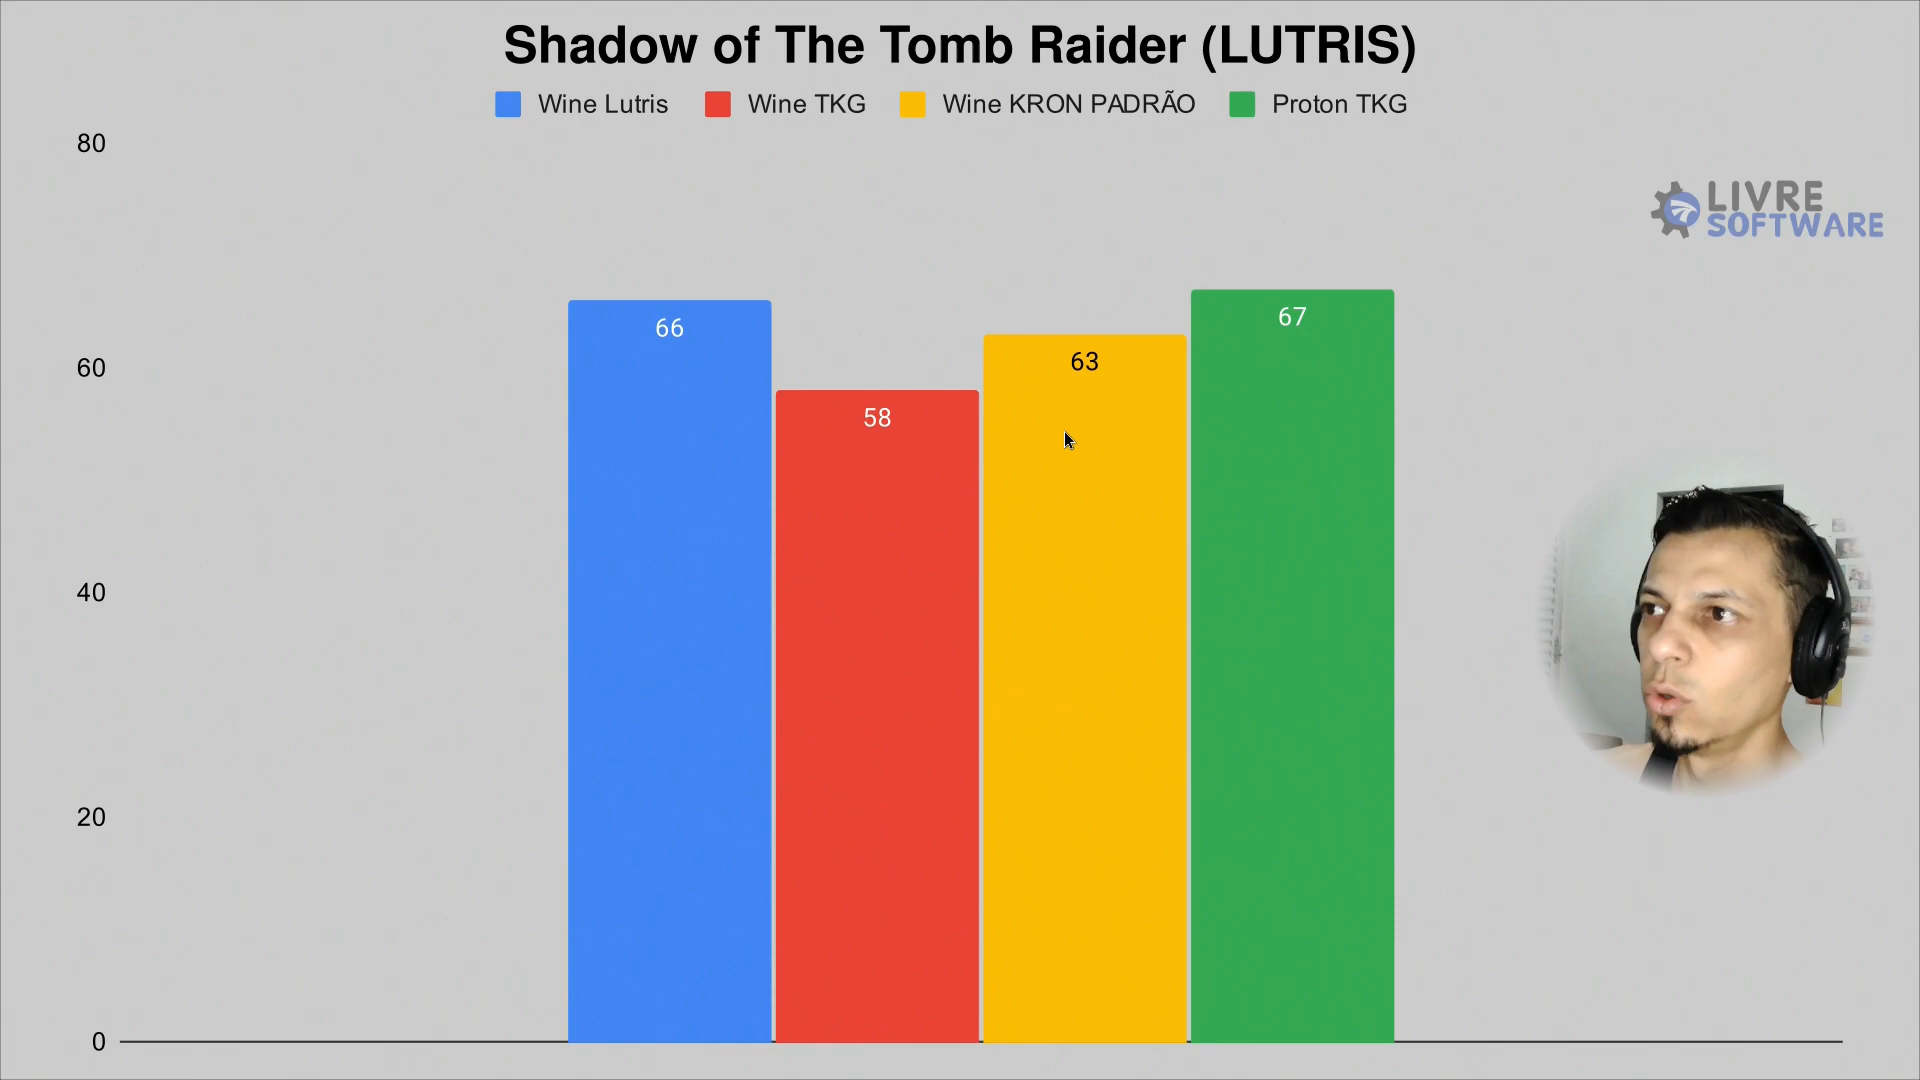 Shadow of The Tomb Raider (LUTRIS)
Wine Lutris Wine TKG Wine KRON PADRÃO Proton TKG
80
LIVRE
SOFTWARE
66
58
63
67
60
40
20
0